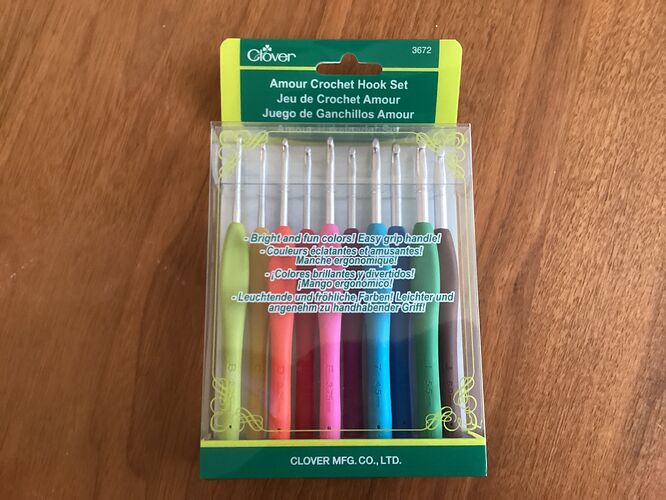 Clover
3672
Amour Crochet Hook Set
Jeu de Crochet Amour
Juego de Ganchillos Amour
- Bright and fun colors! Easy grip handle!
- Couleurs éclatantes et amusantes!
Manche ergonomique!
- ¡Colores brillantes y divertidos!
¡Mango ergonomico!
- Leuchtende und fröhliche Farben! Leichter und
angenehm zu handhabender Griff!
CLOVER MFG. CO., LTD.